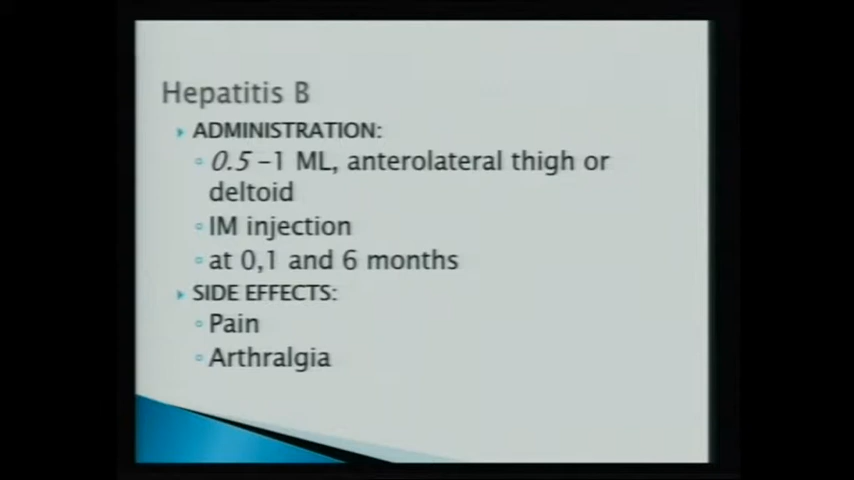 Hepatitis B
ADMINISTRATION:
0.5 –1 ML, anterolateral thigh or
deltoid
IM injection
at 0,1 and 6 months
SIDE EFFECTS:
Pain
Arthralgia